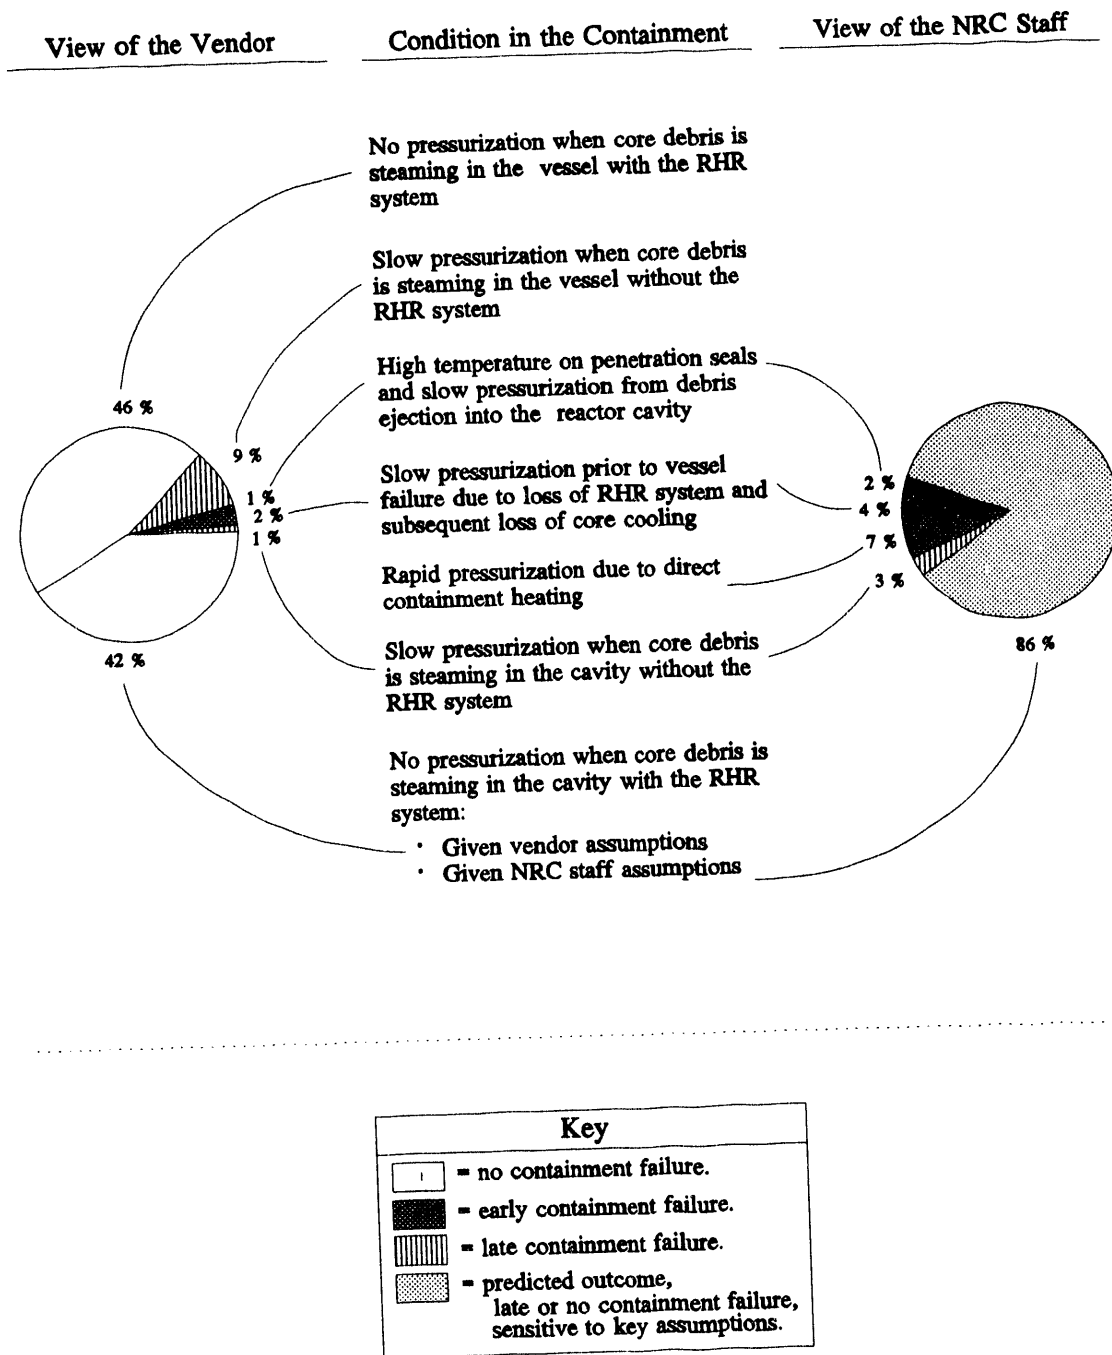 View of the Vendor
Condition in the Containment
View of the NRC Staff
No pressurization when core debris is
steaming in the vessel with the RHR
system
Slow pressurization when core debris
is steaming in the vessel without the
RHR system
High temperature on penetration seals
and slow pressurization from debris
ejection into the reactor cavity
Slow pressurization prior to vessel
failure due to loss of RHR system and
subsequent loss of core cooling
Rapid pressurization due to direct
containment heating
Slow pressurization when core debris
is steaming in the cavity without the
RHR system
No pressurization when core debris is
steaming in the cavity with the RHR
system:
· Given vendor assumptions
· Given NRC staff assumptions
46 %
9 %
1 %
2 %
1 %
42 %
2 %
4 %
7 %
3 %
86 %
Key
= no containment failure.
= early containment failure.
= late containment failure.
= predicted outcome,
late or no containment failure,
sensitive to key assumptions.